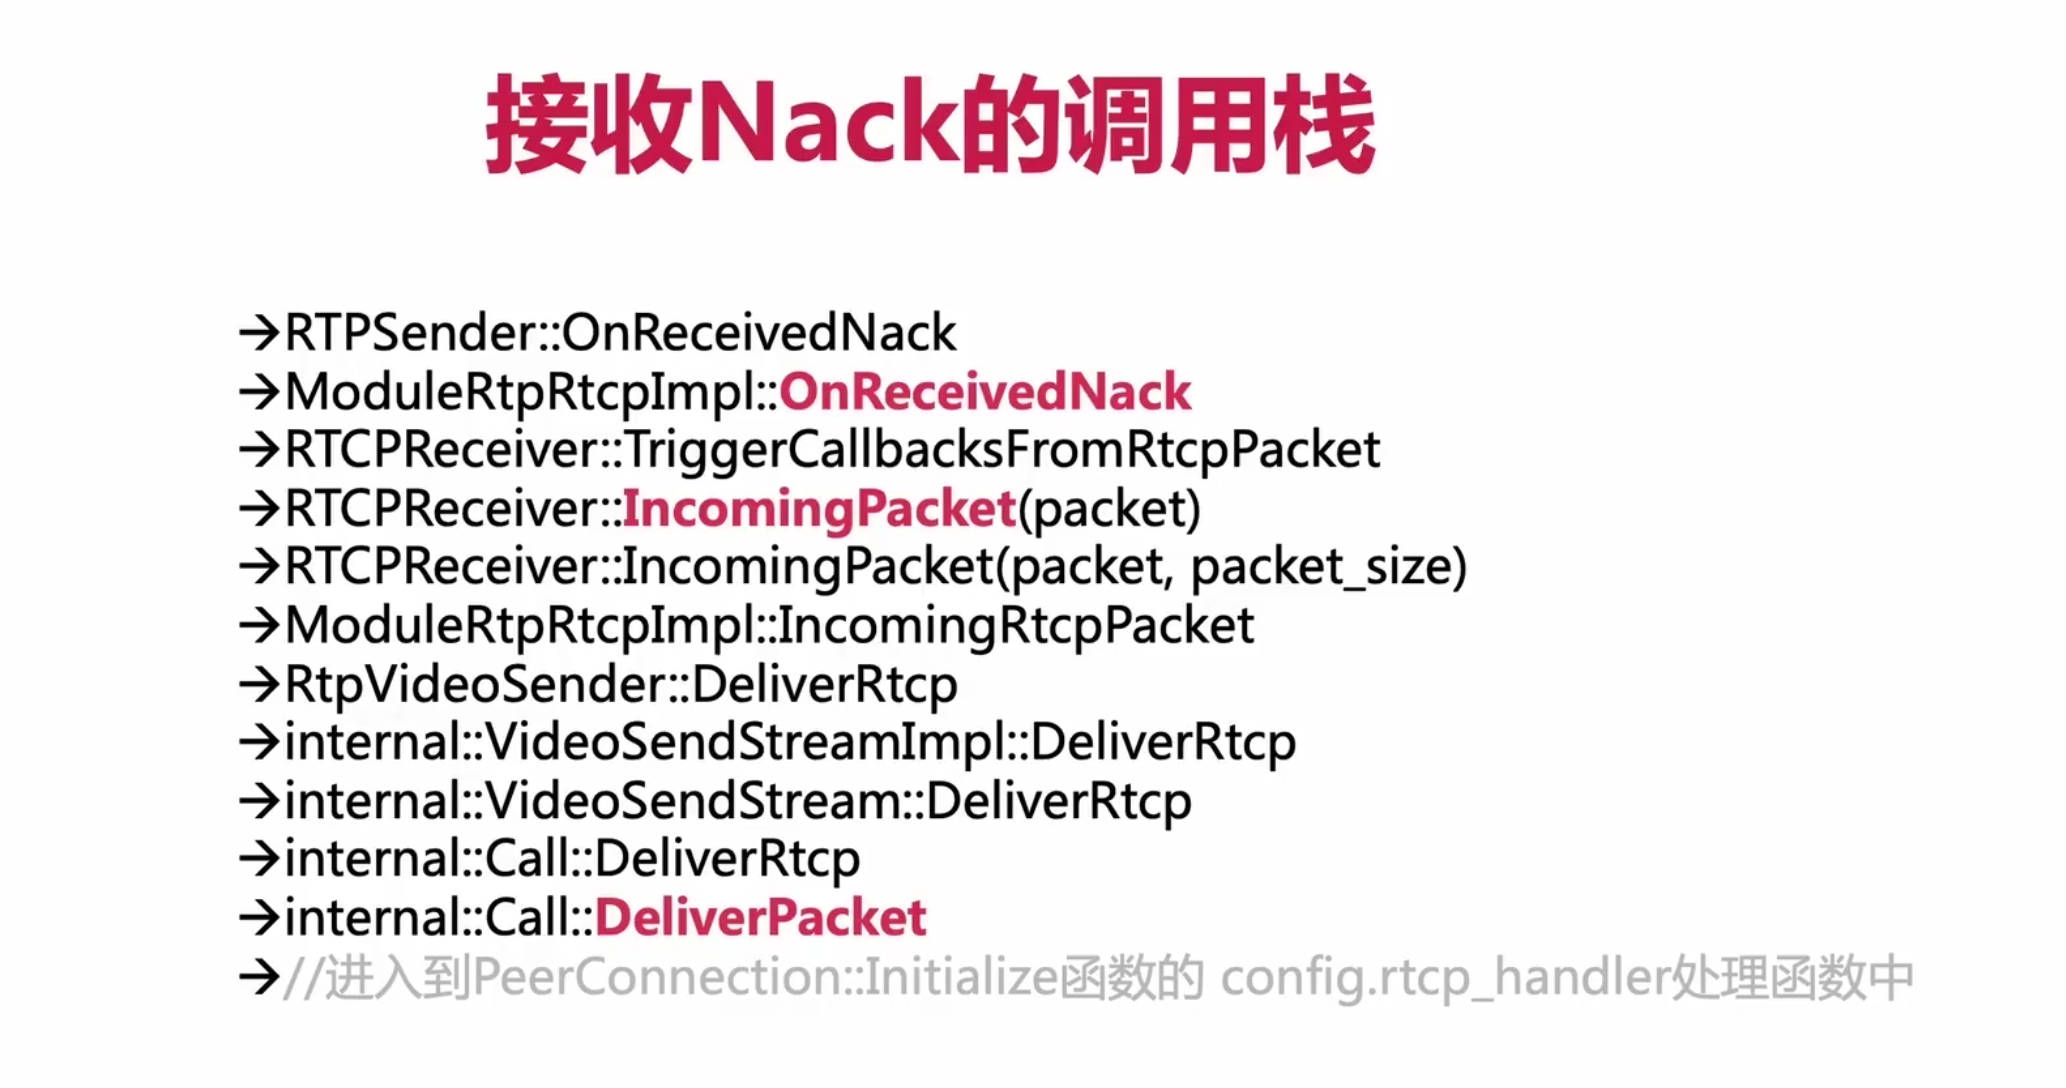 接收Nack的调用栈
→RTPSender::OnReceivedNack
→ModuleRtpRtcpImpl::OnReceivedNack
→RTCPReceiver::TriggerCallbacksFromRtcpPacket
→RTCPReceiver::IncomingPacket(packet)
→RTCPReceiver::IncomingPacket(packet, packet_size)
→ModuleRtpRtcpImpl::IncomingRtcpPacket
→RtpVideoSender::DeliverRtcp
→internal::VideoSendStreamImpl::DeliverRtcp
→internal::VideoSendStream::DeliverRtcp
→internal::Call::DeliverRtcp
→internal::Call::DeliverPacket
→//进入到PeerConnection::Initialize函数的 config.rtcp_handler处理函数中